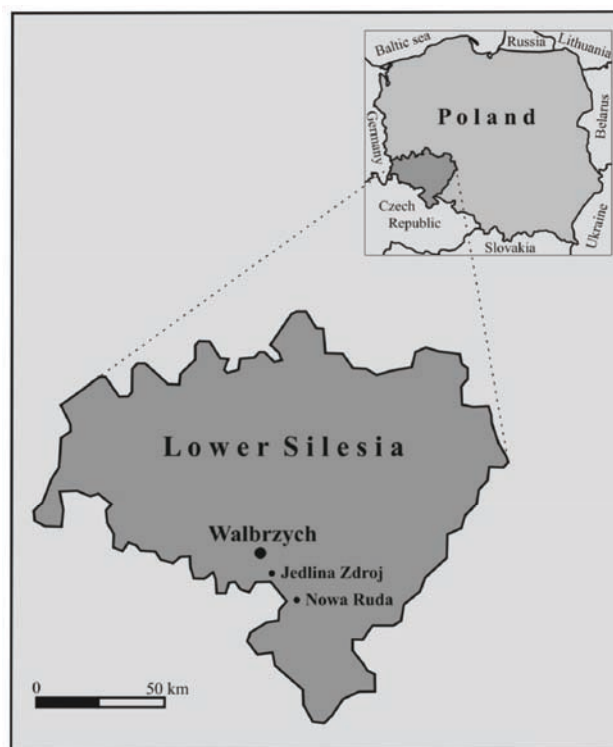 Baltic sea
Russia
Lithuania
Belarus
Germany
Poland
Czech
Republic
Slovakia
Ukraine
Lower Silesia
Walbrzych
Jedlina Zdroj
Nowa Ruda
0 50 km